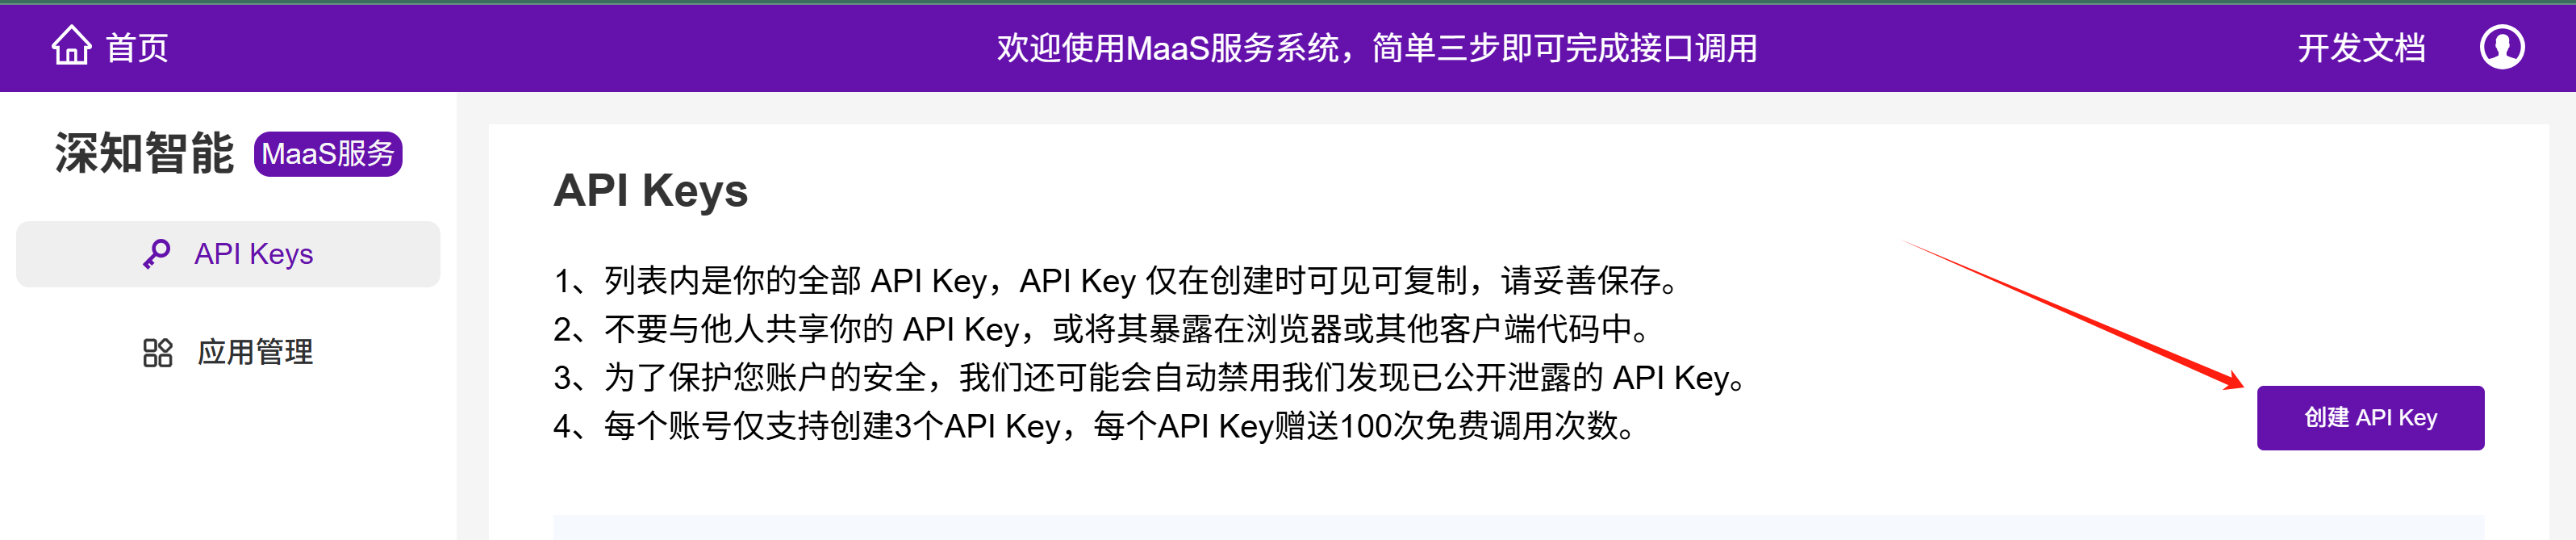 首页
欢迎使用MaaS服务系统，简单三步即可完成接口调用
开发文档
深知智能
MaaS服务
API Keys
应用管理
API Keys
1、列表内是你的全部 API Key，API Key 仅在创建时可见可复制，请妥善保存。
2、不要与他人共享你的 API Key，或将其暴露在浏览器或其他客户端代码中。
3、为了保护您账户的安全，我们还可能会自动禁用我们发现已公开泄露的 API Key。
4、每个账号仅支持创建3个API Key，每个API Key赠送100次免费调用次数。
创建 API Key